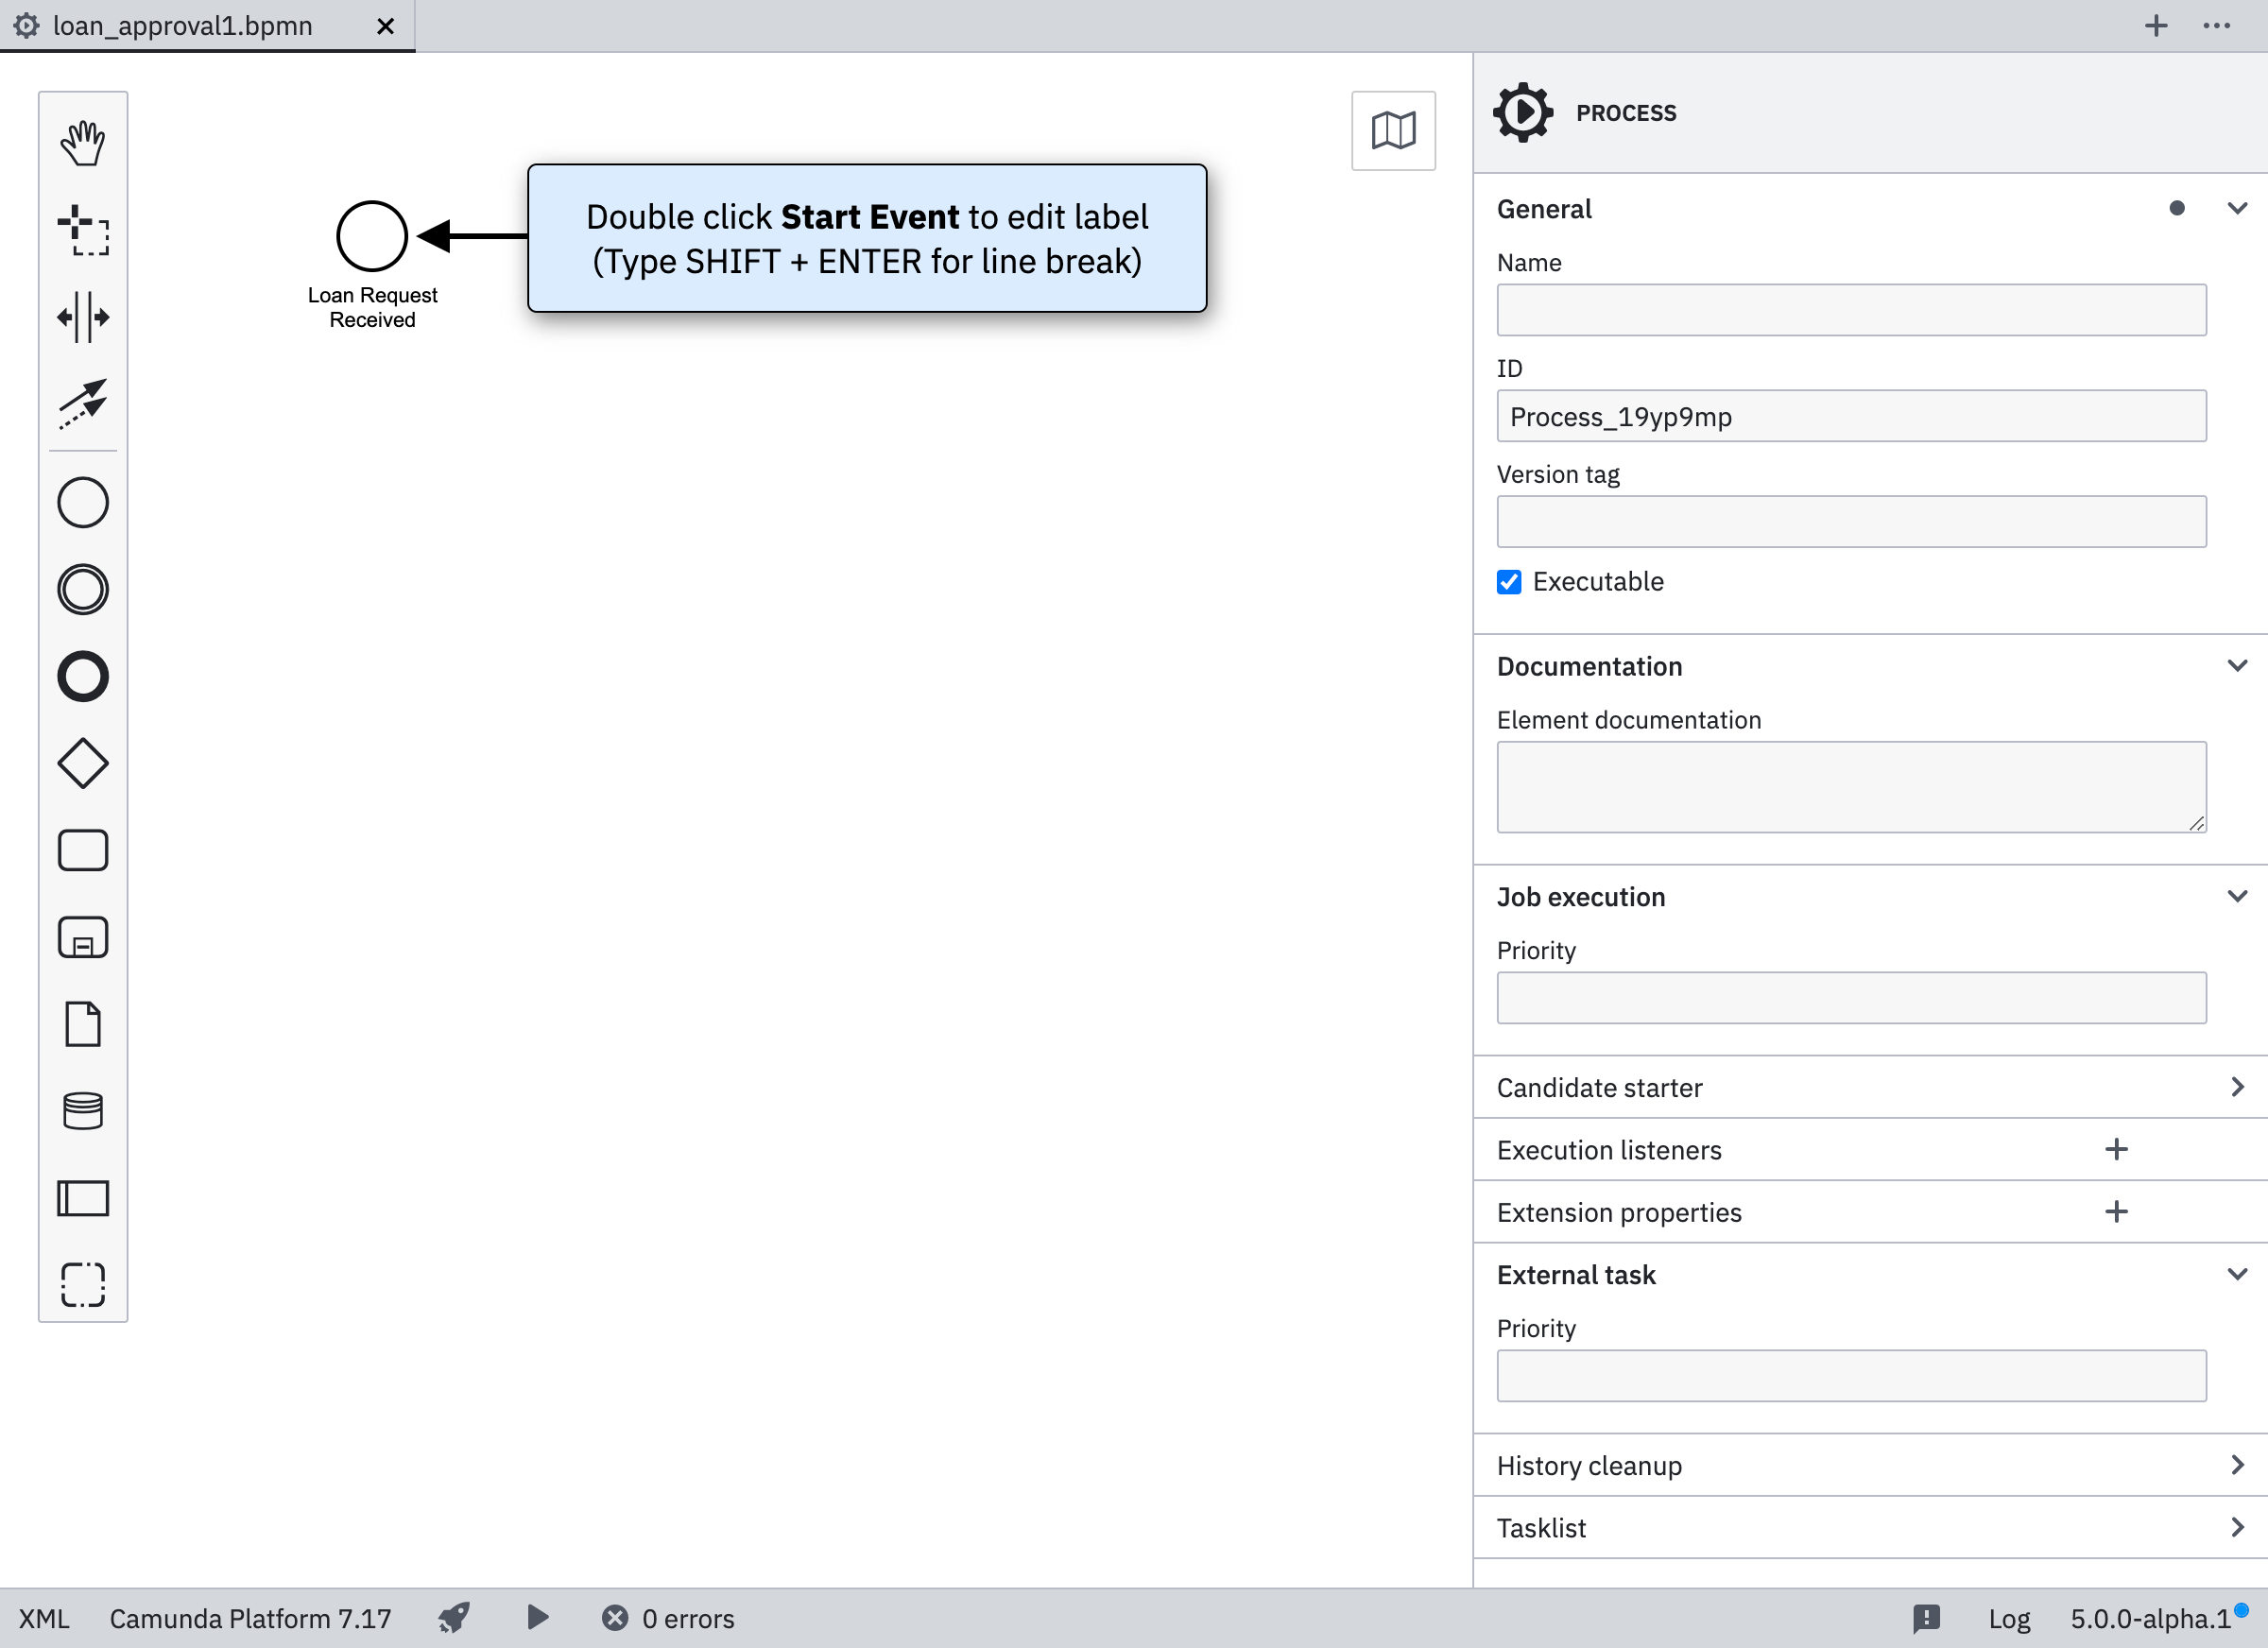 loan_approval1.bpmn
Double click Start Event to edit label
(Type SHIFT + ENTER for line break)
Loan Request
Received
PROCESS
General
Name
ID
Process_19yp9mp
Version tag
Executable
Documentation
Element documentation
Job execution
Priority
Candidate starter
Execution listeners
Extension properties
External task
Priority
History cleanup
Tasklist
XML
Camunda Platform 7.17
0 errors
Log
5.0.0-alpha.1